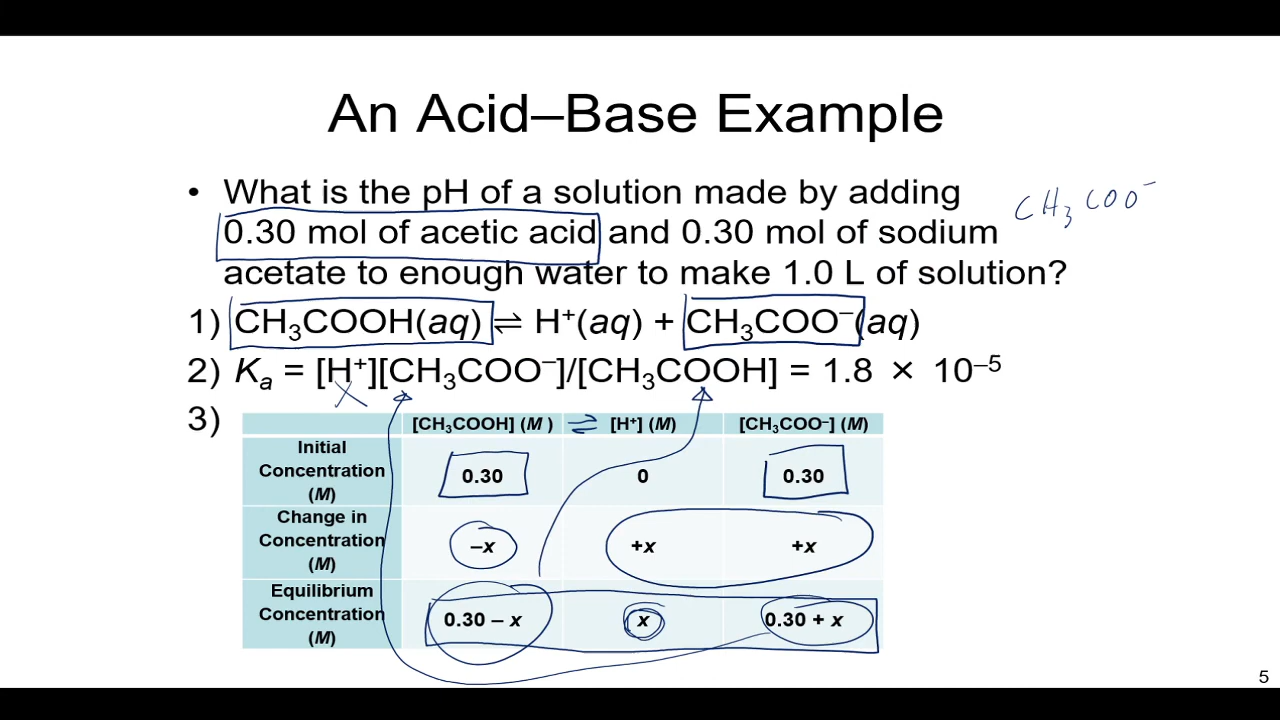 An Acid–Base Example
• What is the pH of a solution made by adding
0.30 mol of acetic acid and 0.30 mol of sodium
acetate to enough water to make 1.0 L of solution?
CH₃COO⁻
1) CH₃COOH(aq) ⇌ H⁺(aq) + CH₃COO⁻(aq)
2) Kₐ = [H⁺][CH₃COO⁻]/[CH₃COOH] = 1.8 × 10⁻⁵
x
3)
[CH₃COOH] (M) ⇌ [H⁺] (M) [CH₃COO⁻] (M)
Initial
Concentration
(M)
0.30 0 0.30
Change in
Concentration
(M)
–x +x +x
Equilibrium
Concentration
(M)
0.30 – x x 0.30 + x
5